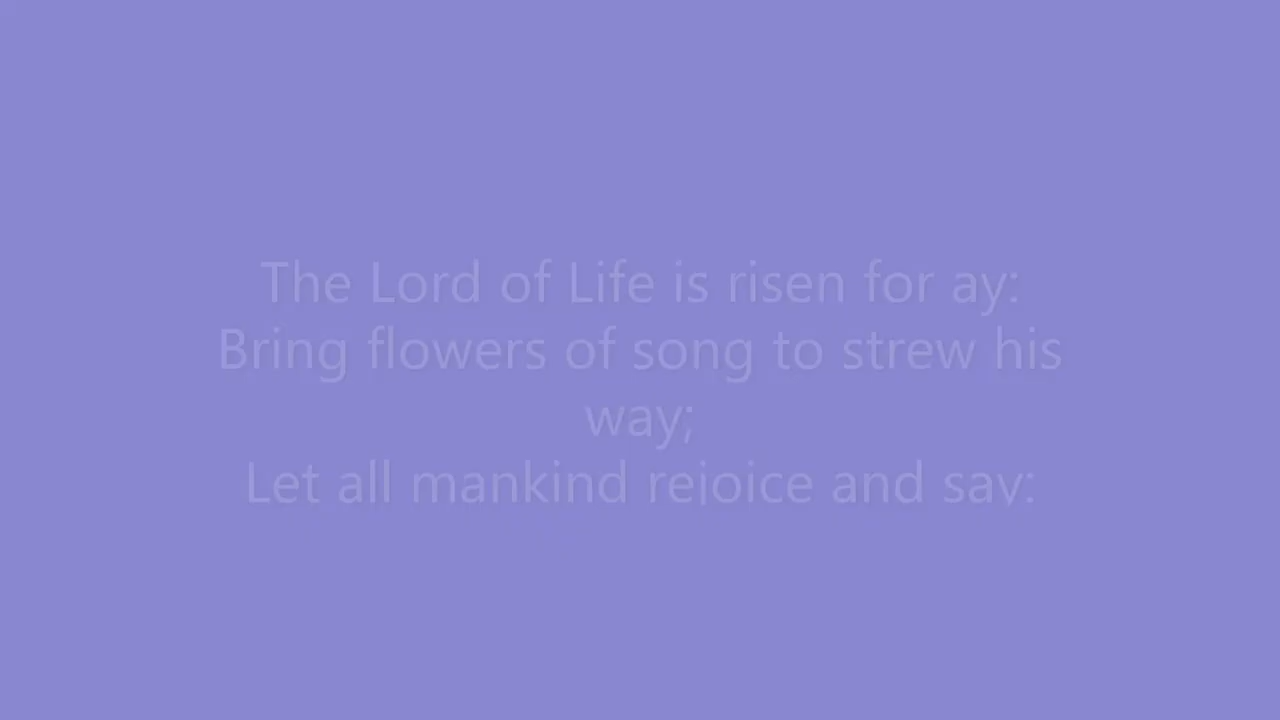 The Lord of Life is risen for ay:
Bring flowers of song to strew his
way;
Let all mankind rejoice and say: